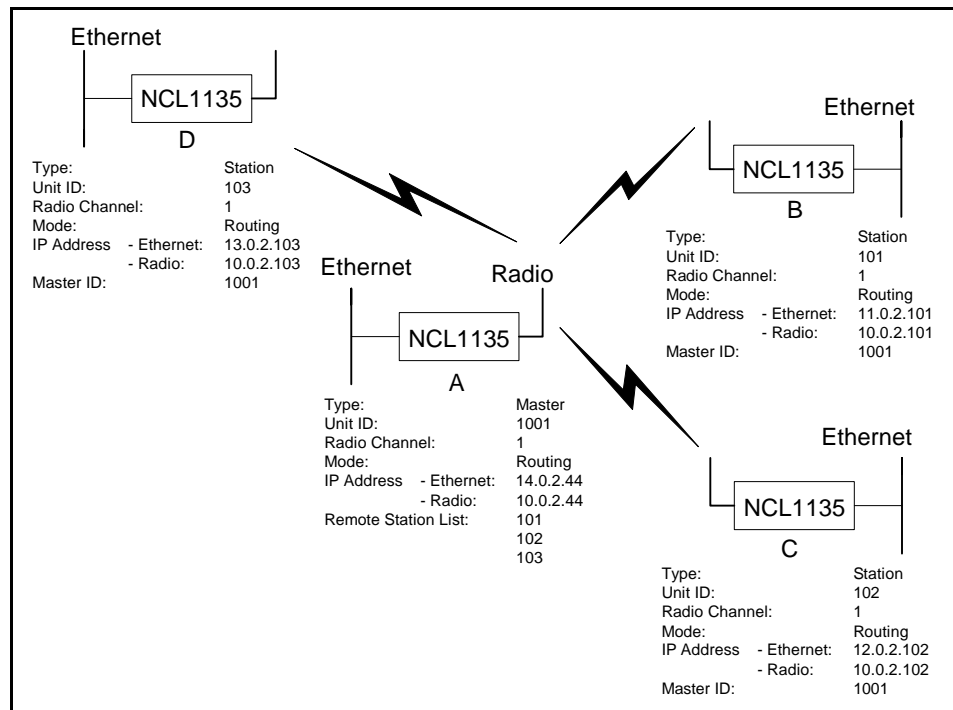 Ethernet
NCL1135
D
Type: Station
Unit ID: 103
Radio Channel: 1
Mode: Routing
IP Address - Ethernet: 13.0.2.103
- Radio: 10.0.2.103
Master ID: 1001
Ethernet
NCL1135
B
Type: Station
Unit ID: 101
Radio Channel: 1
Mode: Routing
IP Address - Ethernet: 11.0.2.101
- Radio: 10.0.2.101
Master ID: 1001
Ethernet Radio
NCL1135
A
Type: Master
Unit ID: 1001
Radio Channel: 1
Mode: Routing
IP Address - Ethernet: 14.0.2.44
- Radio: 10.0.2.44
Remote Station List: 101
102
103
Ethernet
NCL1135
C
Type: Station
Unit ID: 102
Radio Channel: 1
Mode: Routing
IP Address - Ethernet: 12.0.2.102
- Radio: 10.0.2.102
Master ID: 1001